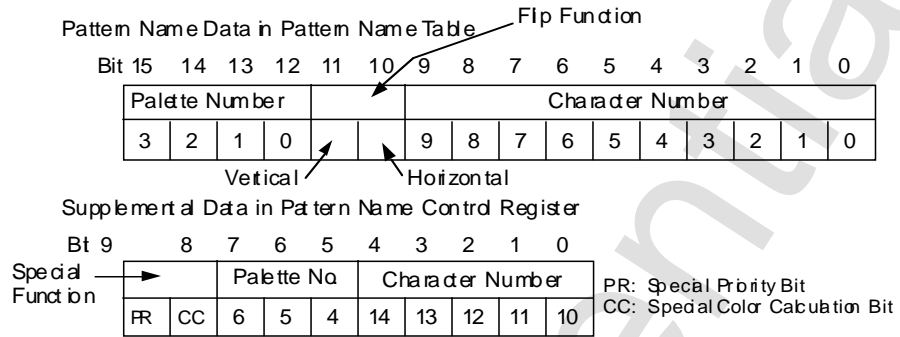 Pattern Name Data in Pattern Name Table
Flip Function
Bit 15 14 13 12 11 10 9 8 7 6 5 4 3 2 1 0
Palette Number Character Number
3 2 1 0 9 8 7 6 5 4 3 2 1 0
Vertical Horizontal
Supplemental Data in Pattern Name Control Register
Bit 9 8 7 6 5 4 3 2 1 0
Special Function
Palette No. Character Number
PR CC 6 5 4 14 13 12 11 10
PR: Special Priority Bit
CC: Special Color Calculation Bit